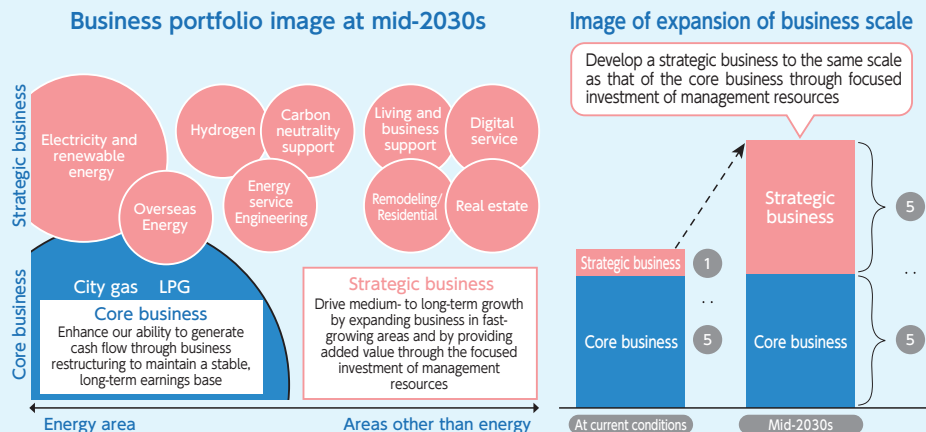 Business portfolio image at mid-2030s
Strategic business
Core business
Electricity and
renewable
energy
Overseas
Energy
Hydrogen
Carbon
neutrality
support
Energy
service
Engineering
Living and
business
support
Digital
service
Remodeling/
Residential
Real estate
City gas LPG
Core business
Enhance our ability to generate
cash flow through business
restructuring to maintain a stable,
long-term earnings base
Strategic business
Drive medium- to long-term growth
by expanding business in fast-
growing areas and by providing
added value through the focused
investment of management
resources
Energy area
Areas other than energy
Image of expansion of business scale
Develop a strategic business to the same scale
as that of the core business through focused
investment of management resources
Strategic business
1
:
Core business
5
At current conditions
Strategic
business
5
:
Core business
5
Mid-2030s